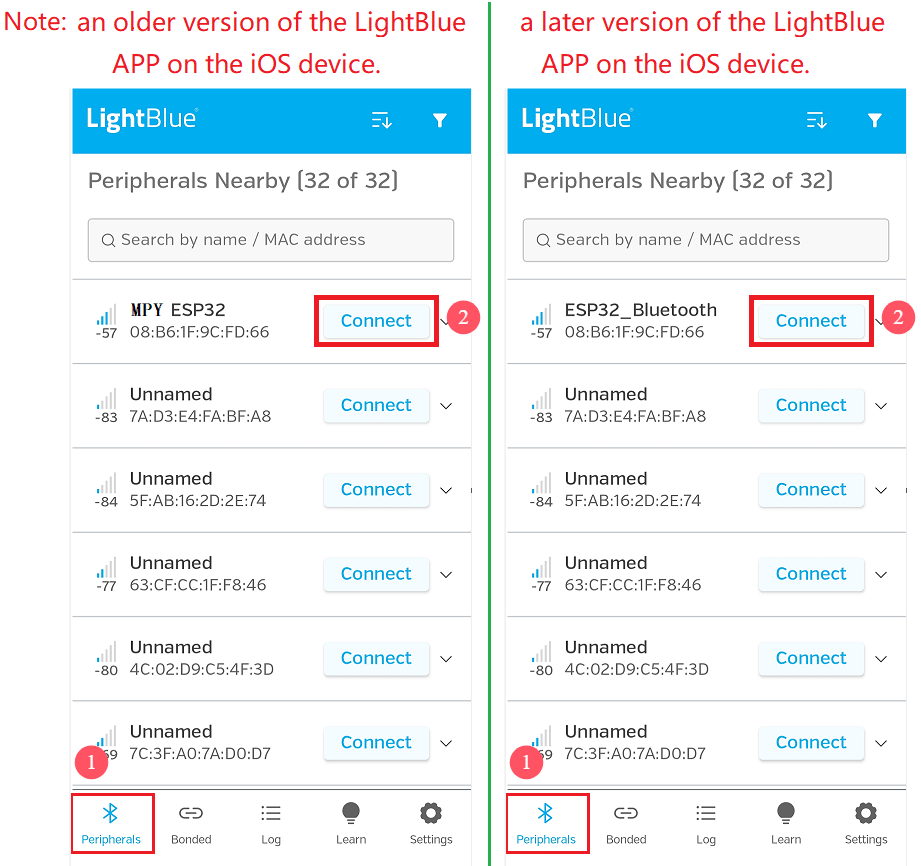 Note: an older version of the LightBlue
APP on the iOS device.
LightBlue®
Peripherals Nearby (32 of 32)
Search by name / MAC address
MPY ESP32
-57 08:B6:1F:9C:FD:66
Connect
2
Unnamed
-83 7A:D3:E4:FA:BF:A8
Connect
Unnamed
-84 5F:AB:16:2D:2E:74
Connect
Unnamed
-77 63:CF:CC:1F:F8:46
Connect
Unnamed
-80 4C:02:D9:C5:4F:3D
Connect
Unnamed
7C:3F:A0:7A:D0:D7
Connect
1
Peripherals Bonded Log Learn Settings
a later version of the LightBlue
APP on the iOS device.
LightBlue®
Peripherals Nearby (32 of 32)
Search by name / MAC address
ESP32_Bluetooth
-57 08:B6:1F:9C:FD:66
Connect
2
Unnamed
-83 7A:D3:E4:FA:BF:A8
Connect
Unnamed
-84 5F:AB:16:2D:2E:74
Connect
Unnamed
-77 63:CF:CC:1F:F8:46
Connect
Unnamed
-80 4C:02:D9:C5:4F:3D
Connect
Unnamed
7C:3F:A0:7A:D0:D7
Connect
1
Peripherals Bonded Log Learn Settings